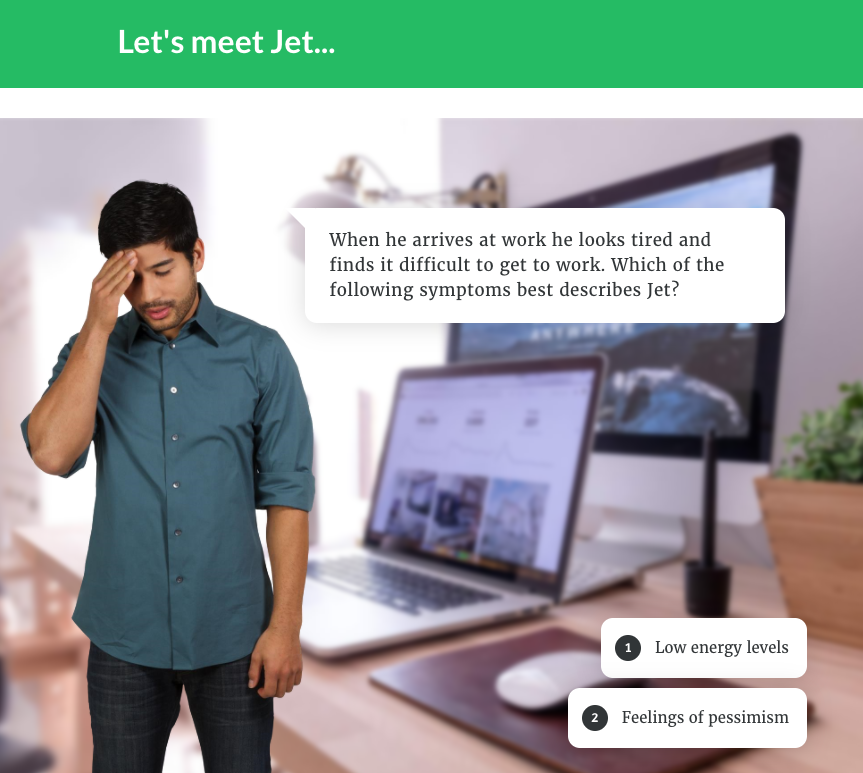 Let's meet Jet...
When he arrives at work he looks tired and
finds it difficult to get to work. Which of the
following symptoms best describes Jet?
1 Low energy levels
2 Feelings of pessimism